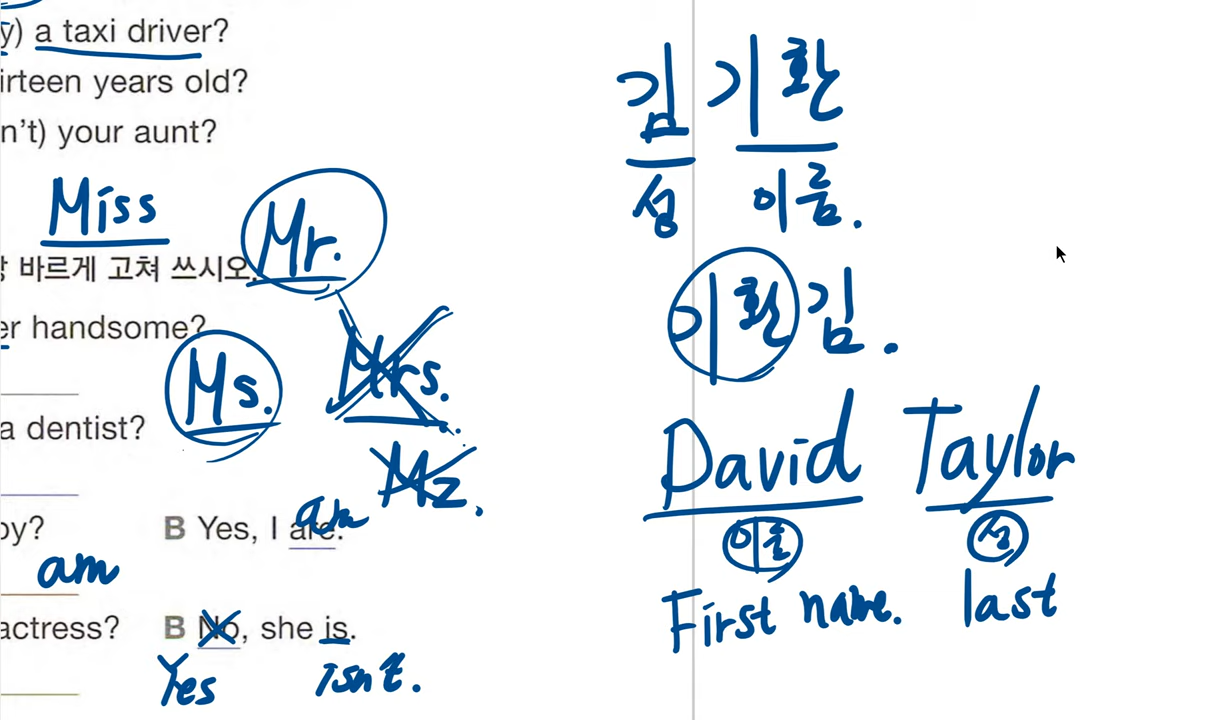 y) a taxi driver?
irteen years old?
n't) your aunt?
Miss
Mr.
바르게 고쳐 쓰시오.
er handsome?
Ms.
Mrs.
a dentist?
Mz.
oy?
B Yes, I are.
am
am
actress?
B No, she is.
Yes
isn't.
김 기환
성 이름.
기환 김.
David Taylor
이름 성
First name. last